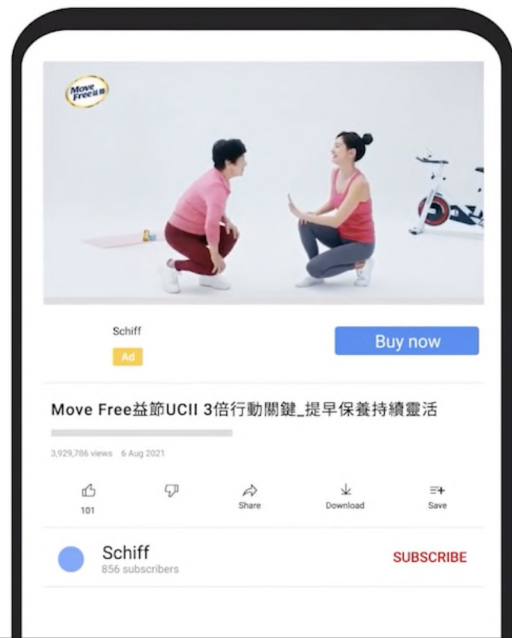 Move
Free益節
Schiff
Ad
Buy now
Move Free益節UCII 3倍行動關鍵_提早保養持續靈活
3,929,786 views 6 Aug 2021
101
Share
Download
Save
Schiff
856 subscribers
SUBSCRIBE